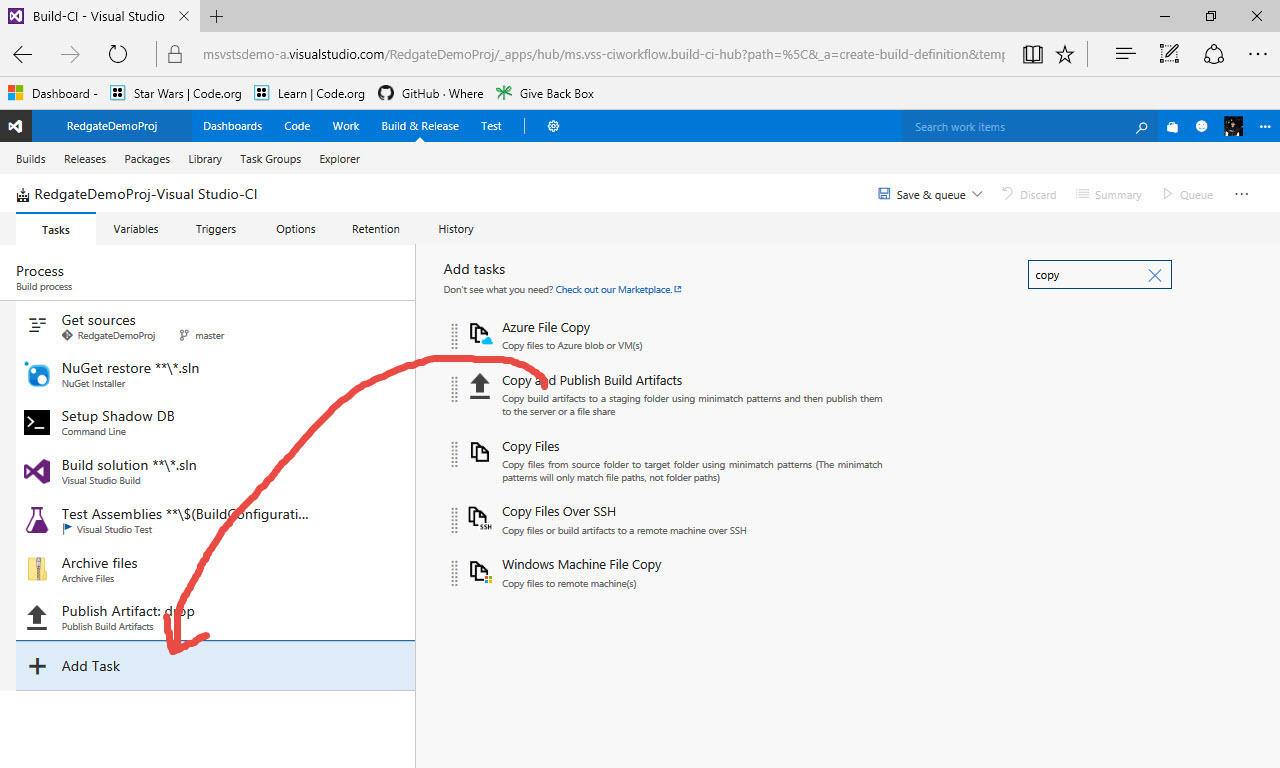 Build-CI - Visual Studio
msvstsdemo-a.visualstudio.com/RedgateDemoProj/_apps/hub/ms.vss-ciworkflow.build-ci-hub?path=%5C&_a=create-build-definition&temp
Dashboard - Star Wars | Code.org Learn | Code.org GitHub · Where Give Back Box
RedgateDemoProj Dashboards Code Work Build & Release Test Search work items
Builds Releases Packages Library Task Groups Explorer
RedgateDemoProj-Visual Studio-CI Save & queue Discard Summary Queue
Tasks Variables Triggers Options Retention History
Process
Build process
Get sources
RedgateDemoProj master
NuGet restore **\*.sln
NuGet Installer
Setup Shadow DB
Command Line
Build solution **\*.sln
Visual Studio Build
Test Assemblies **\$(BuildConfigurati...
Visual Studio Test
Archive files
Archive Files
Publish Artifact: drop
Publish Build Artifacts
Add Task
Add tasks
copy
Don't see what you need? Check out our Marketplace.
Azure File Copy
Copy files to Azure blob or VM(s)
Copy and Publish Build Artifacts
Copy build artifacts to a staging folder using minimatch patterns and then publish them
to the server or a file share
Copy Files
Copy files from source folder to target folder using minimatch patterns (The minimatch
patterns will only match file paths, not folder paths)
SSH
Copy Files Over SSH
Copy files or build artifacts to a remote machine over SSH
Windows Machine File Copy
Copy files to remote machine(s)